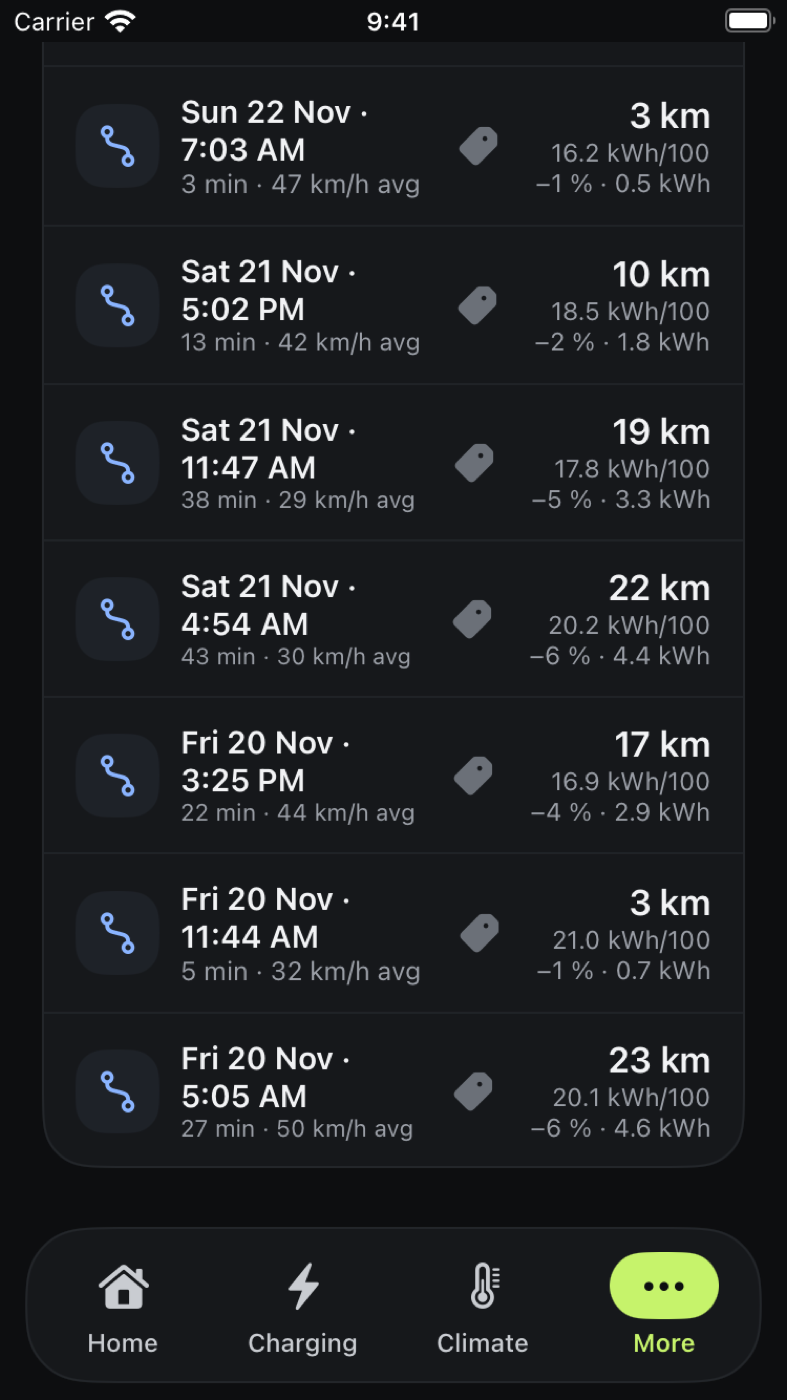 Carrier 9:41
Sun 22 Nov ·
7:03 AM
3 min · 47 km/h avg
3 km
16.2 kWh/100
−1 % · 0.5 kWh
Sat 21 Nov ·
5:02 PM
13 min · 42 km/h avg
10 km
18.5 kWh/100
−2 % · 1.8 kWh
Sat 21 Nov ·
11:47 AM
38 min · 29 km/h avg
19 km
17.8 kWh/100
−5 % · 3.3 kWh
Sat 21 Nov ·
4:54 AM
43 min · 30 km/h avg
22 km
20.2 kWh/100
−6 % · 4.4 kWh
Fri 20 Nov ·
3:25 PM
22 min · 44 km/h avg
17 km
16.9 kWh/100
−4 % · 2.9 kWh
Fri 20 Nov ·
11:44 AM
5 min · 32 km/h avg
3 km
21.0 kWh/100
−1 % · 0.7 kWh
Fri 20 Nov ·
5:05 AM
27 min · 50 km/h avg
23 km
20.1 kWh/100
−6 % · 4.6 kWh
Home Charging Climate More